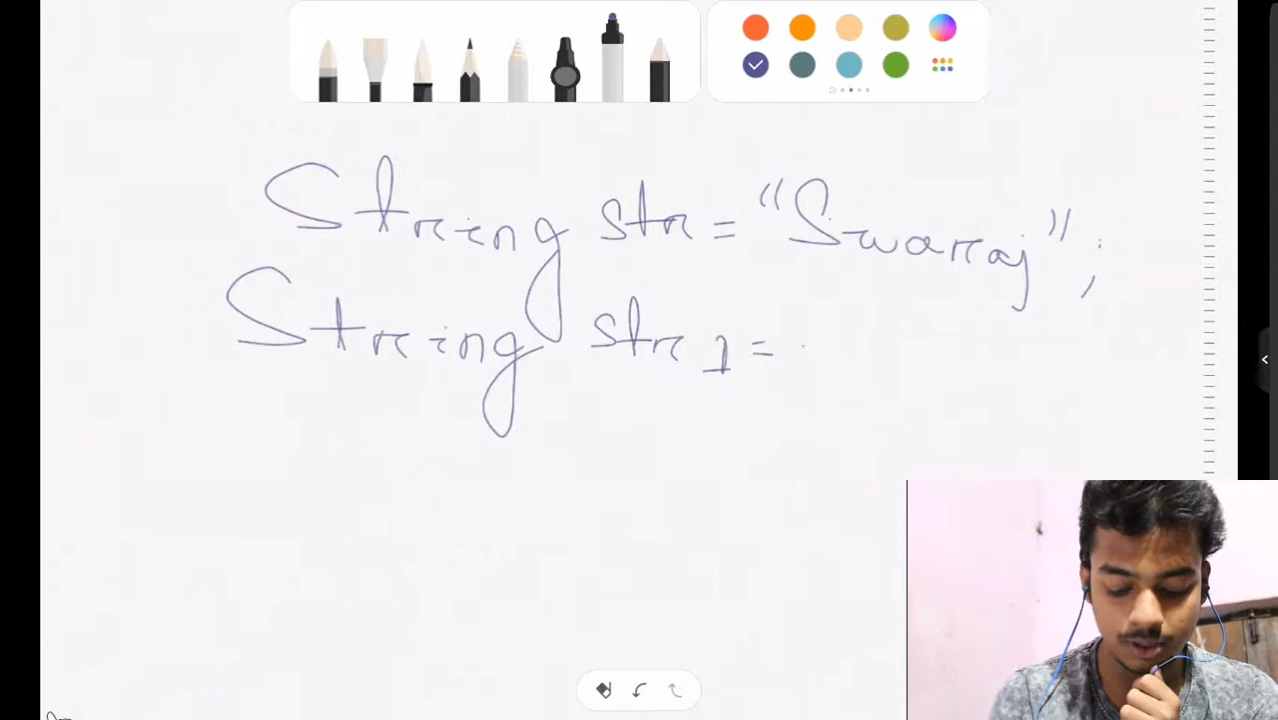 String str = "Swaraj";
String str1 =